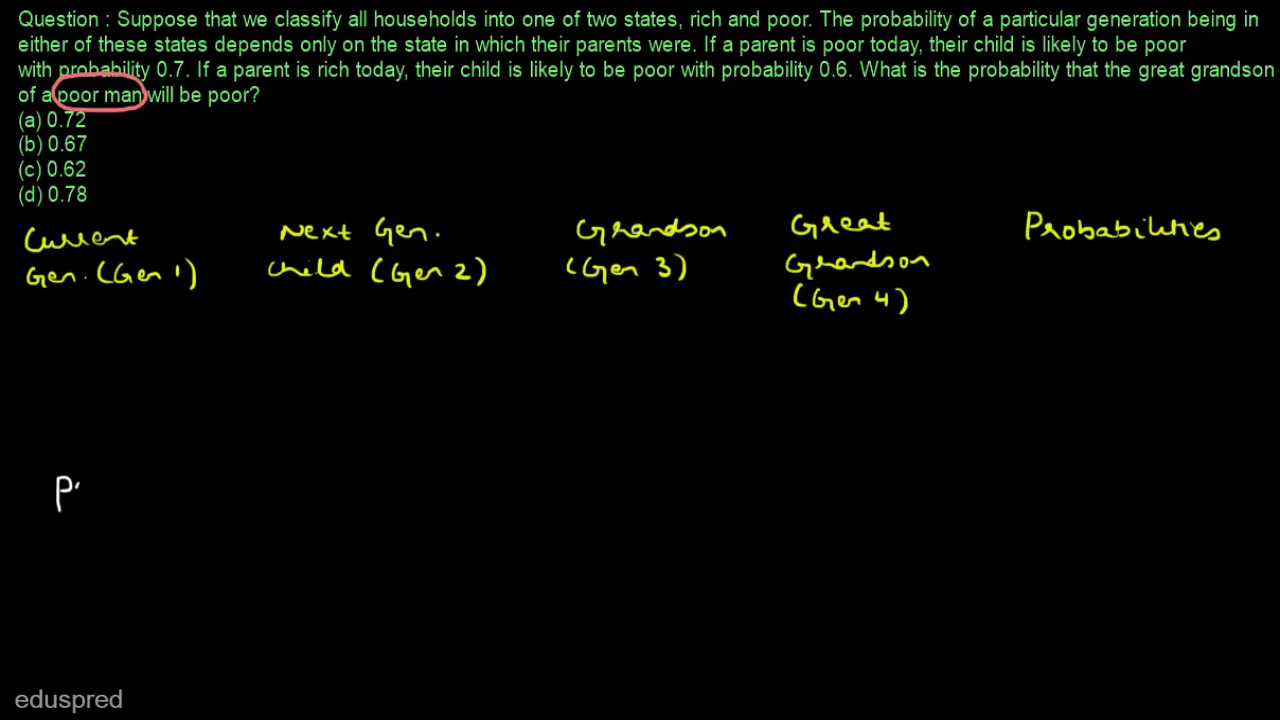 Question : Suppose that we classify all households into one of two states, rich and poor. The probability of a particular generation being in
either of these states depends only on the state in which their parents were. If a parent is poor today, their child is likely to be poor
with probability 0.7. If a parent is rich today, their child is likely to be poor with probability 0.6. What is the probability that the great grandson
of a poor man will be poor?
(a) 0.72
(b) 0.67
(c) 0.62
(d) 0.78
Current
Gen. (Gen 1)
Next Gen.
Child (Gen 2)
Grandson
(Gen 3)
Great
Grandson
(Gen 4)
Probabilities
P
eduspred